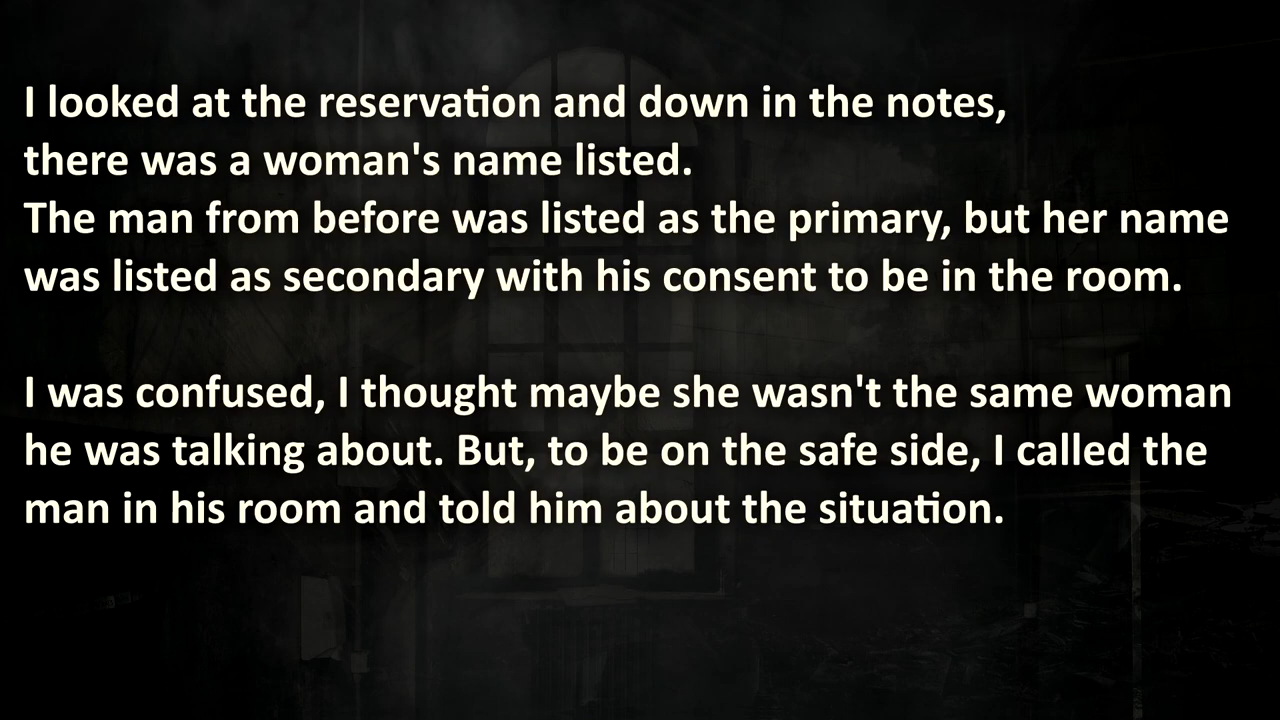 I looked at the reservation and down in the notes,
there was a woman's name listed.
The man from before was listed as the primary, but her name
was listed as secondary with his consent to be in the room.
I was confused, I thought maybe she wasn't the same woman
he was talking about. But, to be on the safe side, I called the
man in his room and told him about the situation.